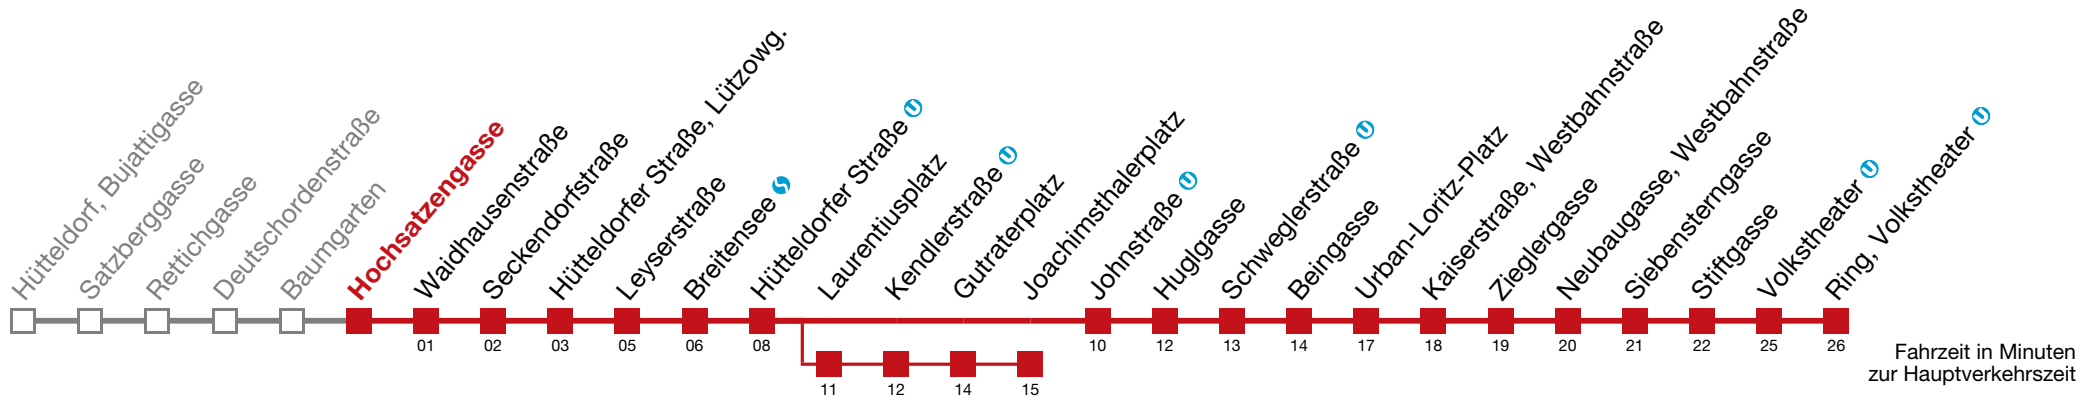 Hütteldorf, Bujattigasse
Satzberggasse
Rettichgasse
Deutschordenstraße
Baumgarten
Hochsatzengasse
Waidhausenstraße
Seckendorfstraße
Hütteldorfer Straße, Lützowg.
Leyserstraße
Breitensee
Hütteldorfer Straße U
Laurentiusplatz
Kendlerstraße U
Gutraterplatz
Joachimsthalerplatz
Johnstraße U
Huglgasse
Schweglerstraße U
Beingasse
Urban-Loritz-Platz
Kaiserstraße, Westbahnstraße
Zieglergasse
Neubaugasse, Westbahnstraße
Siebensterngasse
Stiftgasse
Volkstheater U
Ring, Volkstheater U
01 02 03 05 06 08 10 12 13 14 17 18 19 20 21 22 25 26
11 12 14 15
Fahrzeit in Minuten
zur Hauptverkehrszeit